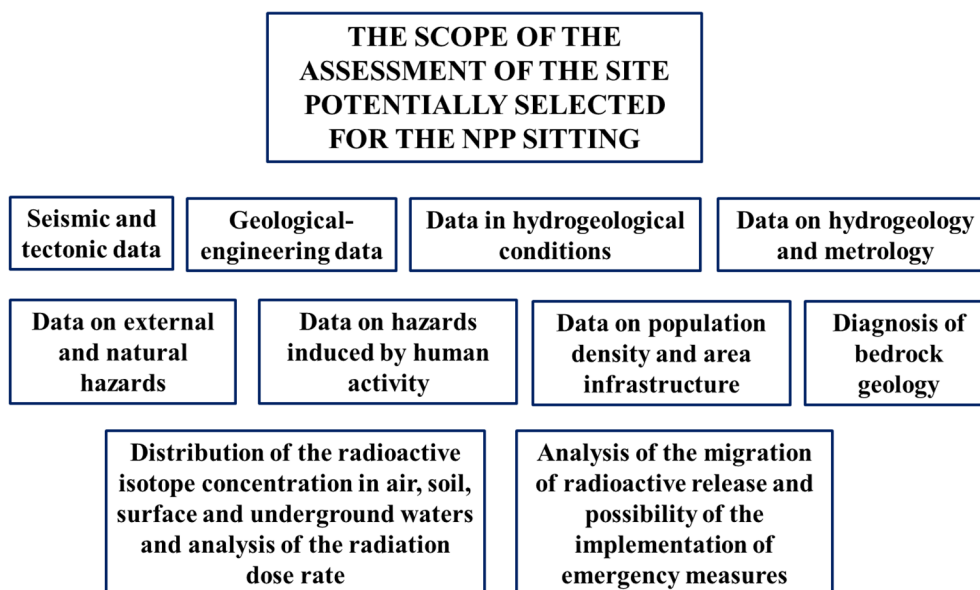 THE SCOPE OF THE
ASSESSMENT OF THE SITE
POTENTIALLY SELECTED
FOR THE NPP SITTING
Seismic and
tectonic data
Geological-
engineering data
Data in hydrogeological
conditions
Data on hydrogeology
and metrology
Data on external
and natural
hazards
Data on hazards
induced by human
activity
Data on population
density and area
infrastructure
Diagnosis of
bedrock
geology
Distribution of the radioactive
isotope concentration in air, soil,
surface and underground waters
and analysis of the radiation
dose rate
Analysis of the migration
of radioactive release and
possibility of the
implementation of
emergency measures